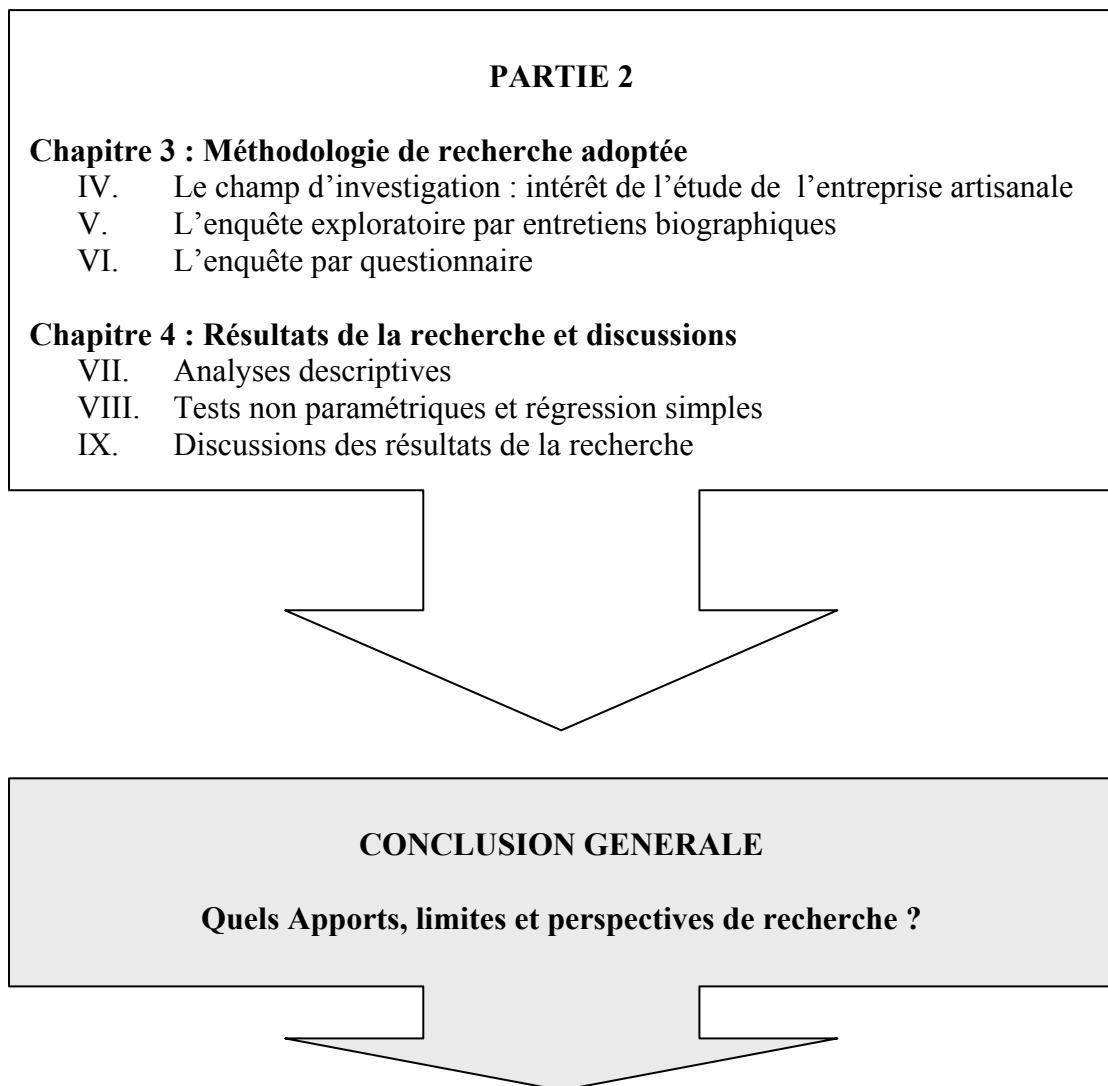 PARTIE 2
Chapitre 3 : Méthodologie de recherche adoptée
IV. Le champ d’investigation : intérêt de l’étude de l’entreprise artisanale
V. L’enquête exploratoire par entretiens biographiques
VI. L’enquête par questionnaire
Chapitre 4 : Résultats de la recherche et discussions
VII. Analyses descriptives
VIII. Tests non paramétriques et régression simples
IX. Discussions des résultats de la recherche
CONCLUSION GENERALE
Quels Apports, limites et perspectives de recherche ?